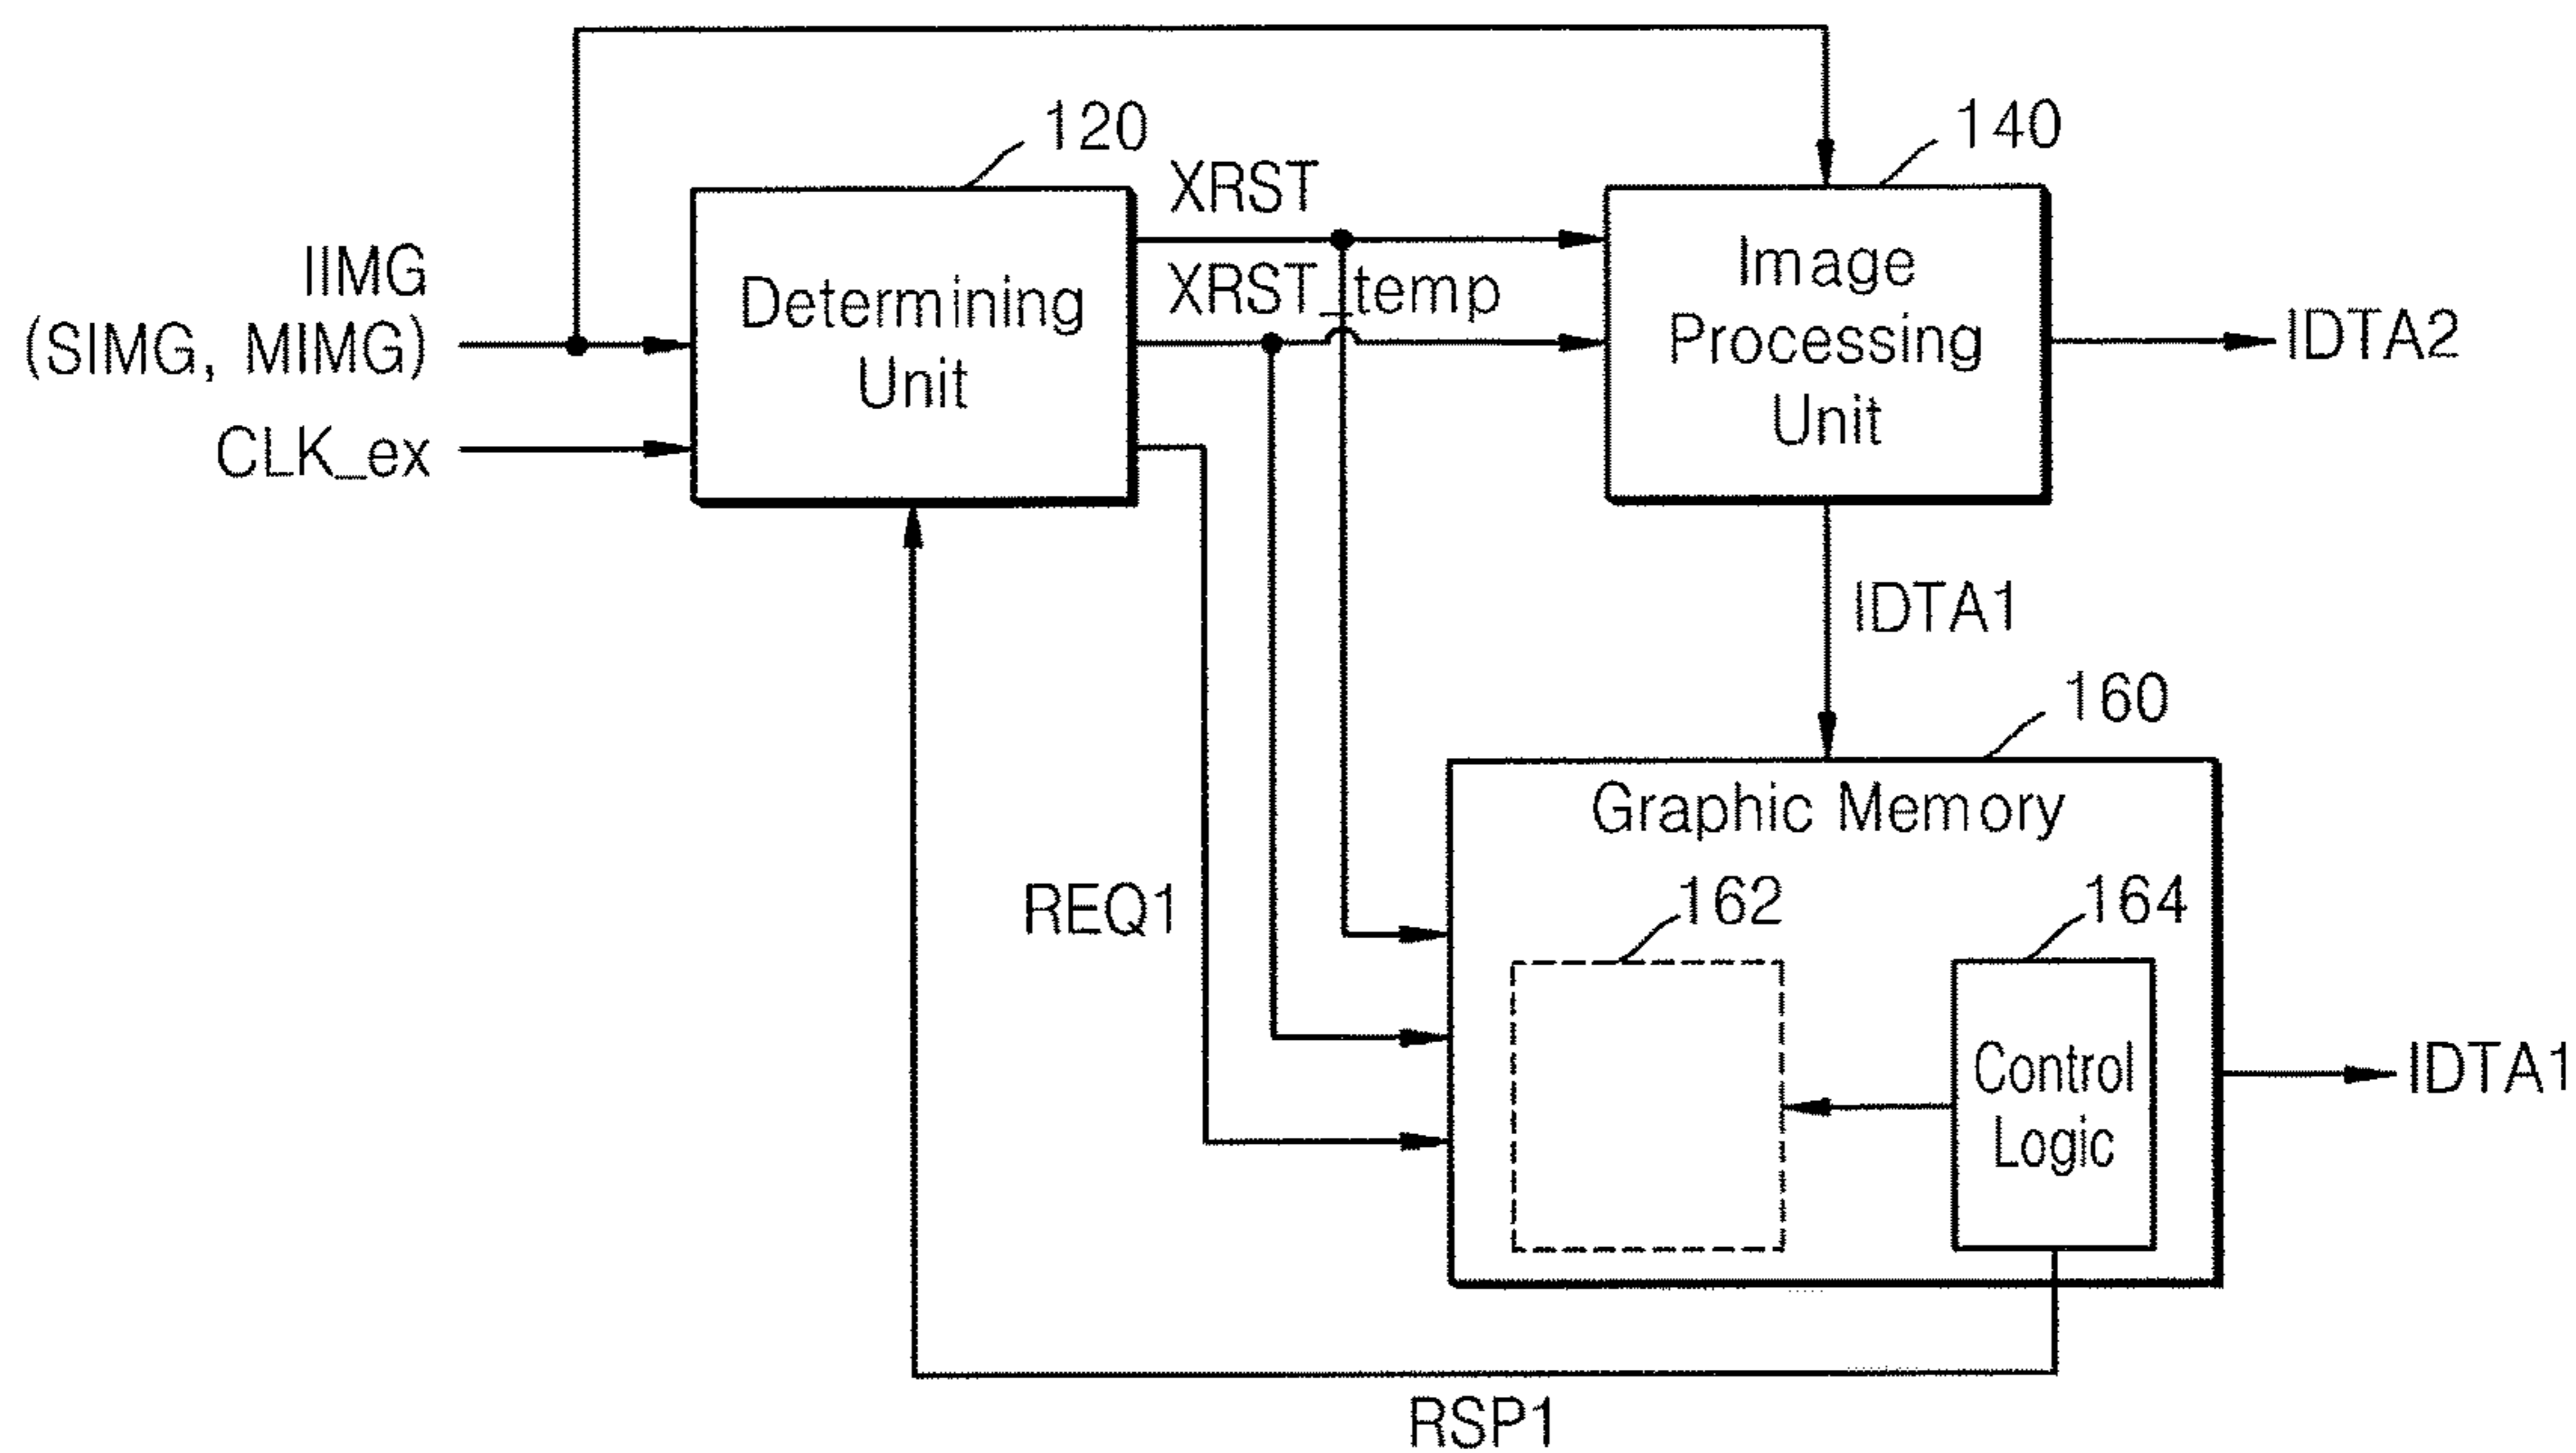 120
140
XRST
IIMG
(SIMG, MIMG)
CLK_ex
Determining
Unit
XRST_temp
Image
Processing
Unit
IDTA2
IDTA1
160
Graphic Memory
REQ1
162
164
Control
Logic
IDTA1
RSP1